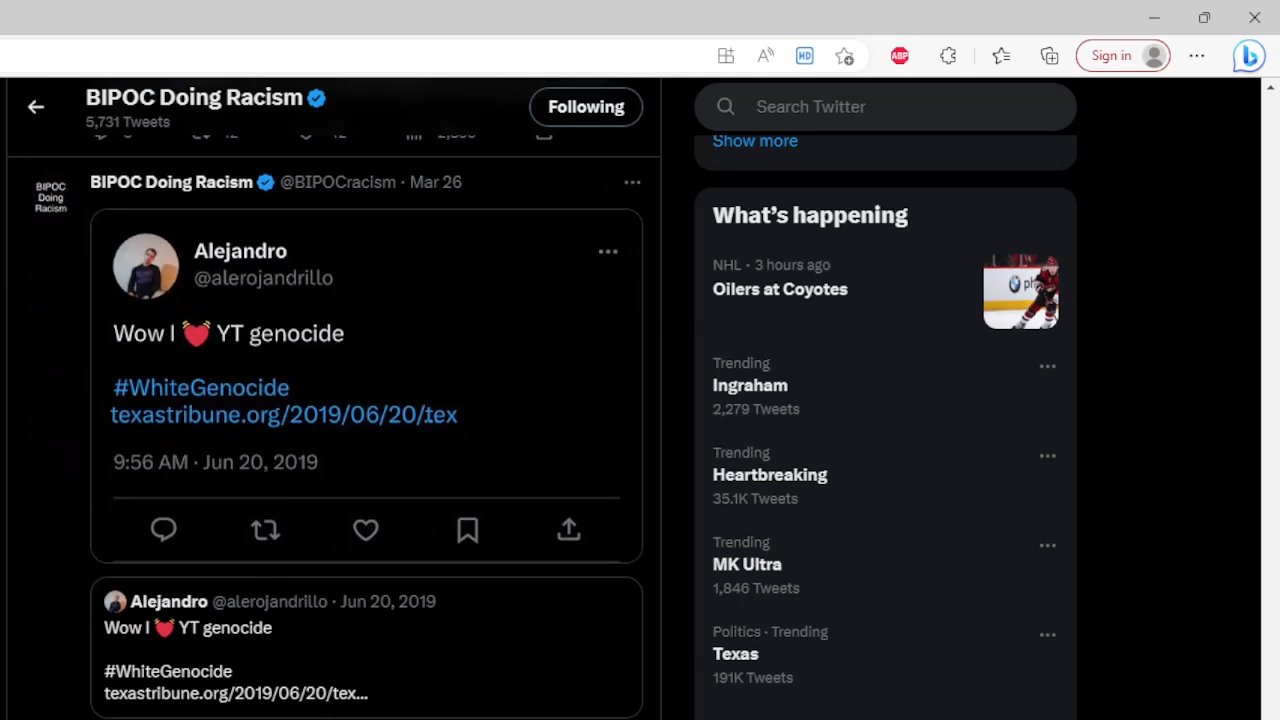 HD
ABP
Sign in
BIPOC Doing Racism
5,731 Tweets
Following
BIPOC
Doing
Racism
BIPOC Doing Racism @BIPOCracism · Mar 26
Alejandro
@alerojandrillo
Wow I 💓 YT genocide
#WhiteGenocide
texastribune.org/2019/06/20/tex
9:56 AM · Jun 20, 2019
Alejandro @alerojandrillo · Jun 20, 2019
Wow I 💓 YT genocide
#WhiteGenocide
texastribune.org/2019/06/20/tex...
Search Twitter
Show more
What's happening
NHL · 3 hours ago
Oilers at Coyotes
Trending
Ingraham
2,279 Tweets
Trending
Heartbreaking
35.1K Tweets
Trending
MK Ultra
1,846 Tweets
Politics · Trending
Texas
191K Tweets